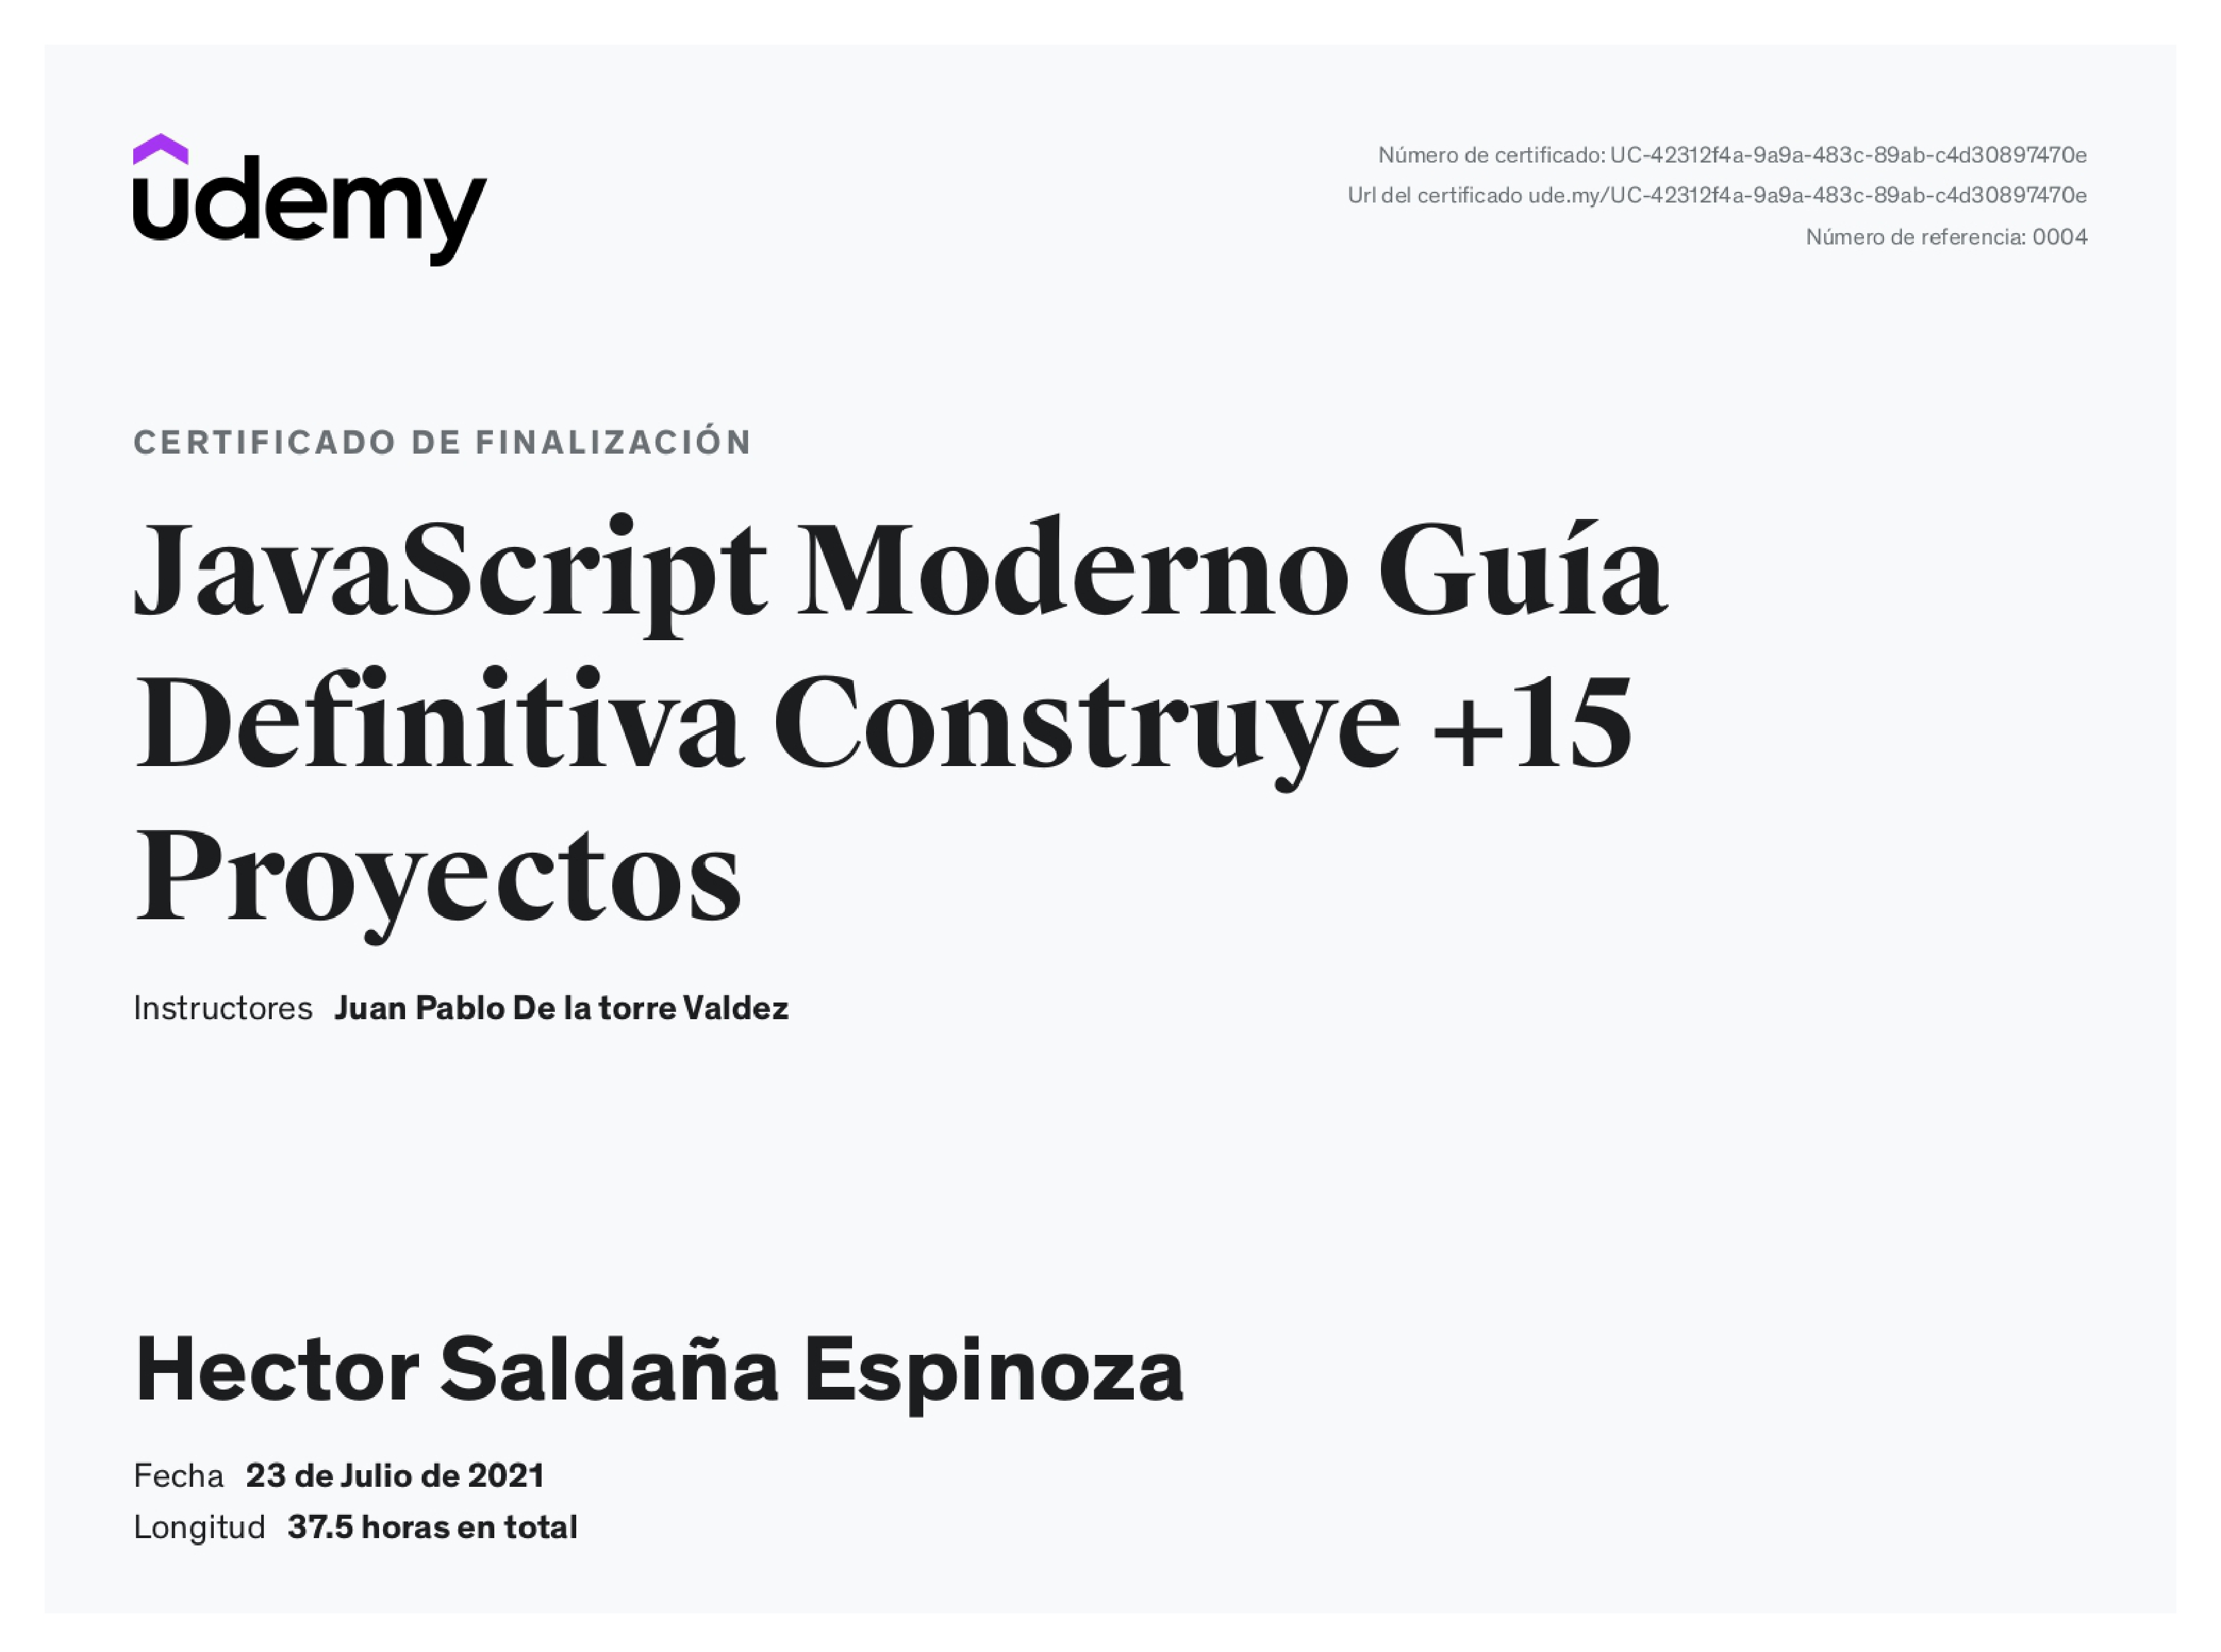 udemy
Número de certificado: UC-42312f4a-9a9a-483c-89ab-c4d30897470e
Url del certificado ude.my/UC-42312f4a-9a9a-483c-89ab-c4d30897470e
Número de referencia: 0004
CERTIFICADO DE FINALIZACIÓN
JavaScript Moderno Guía
Definitiva Construye +15
Proyectos
Instructores Juan Pablo De la torre Valdez
Hector Saldaña Espinoza
Fecha 23 de Julio de 2021
Longitud 37.5 horas en total